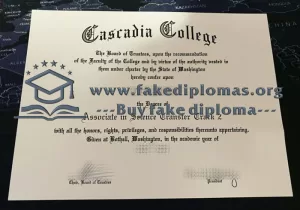 Cascadia College
The Board of Trustees, upon the recommendation
of the Faculty of the College and by virtue of the authority vested in
them under charter by the State of Washington
hereby confer upon
www.fakediplomas.org
---Buy fake diploma---
the Degree of
Associate in Science Transfer Track 2
with all the honors, rights, privileges, and responsibilities thereunto appertaining.
Given at Bothell, Washington, in the academic year of
Chair, Board of Trustees
President